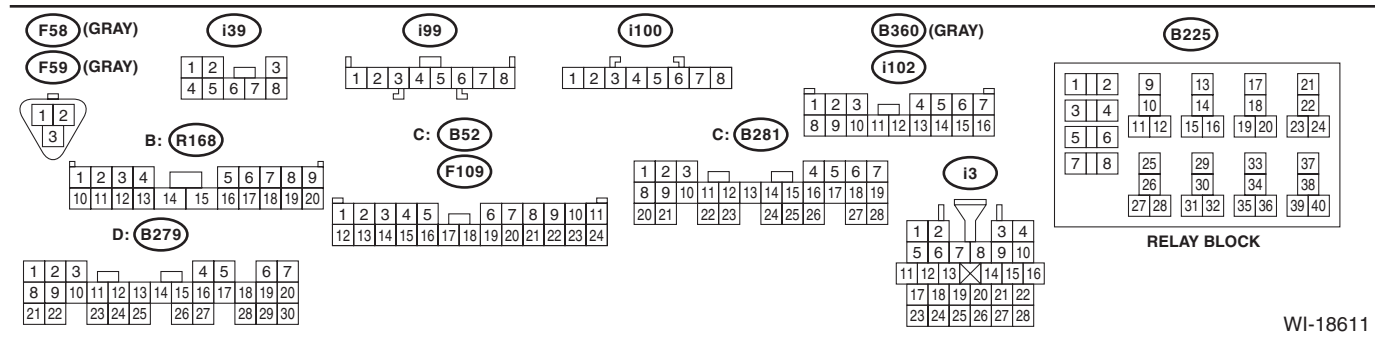 F58 (GRAY)
F59 (GRAY)
1 2
3
i39
1 2 3
4 5 6 7 8
i99
1 2 3 4 5 6 7 8
i100
1 2 3 4 5 6 7 8
B360 (GRAY)
i102
1 2 3 4 5 6 7
8 9 10 11 12 13 14 15 16
B225
1 2 9 13 17 21
3 4 10 14 18 22
11 12 15 16 19 20 23 24
5 6
7 8 25 29 33 37
26 30 34 38
27 28 31 32 35 36 39 40
RELAY BLOCK
B: R168
1 2 3 4 5 6 7 8 9
10 11 12 13 14 15 16 17 18 19 20
C: B52
F109
1 2 3 4 5 6 7 8 9 10 11
12 13 14 15 16 17 18 19 20 21 22 23 24
C: B281
1 2 3 4 5 6 7
8 9 10 11 12 13 14 15 16 17 18 19
20 21 22 23 24 25 26 27 28
i3
1 2 3 4
5 6 7 8 9 10
11 12 13 14 15 16
17 18 19 20 21 22
23 24 25 26 27 28
D: B279
1 2 3 4 5 6 7
8 9 10 11 12 13 14 15 16 17 18 19 20
21 22 23 24 25 26 27 28 29 30
WI-18611